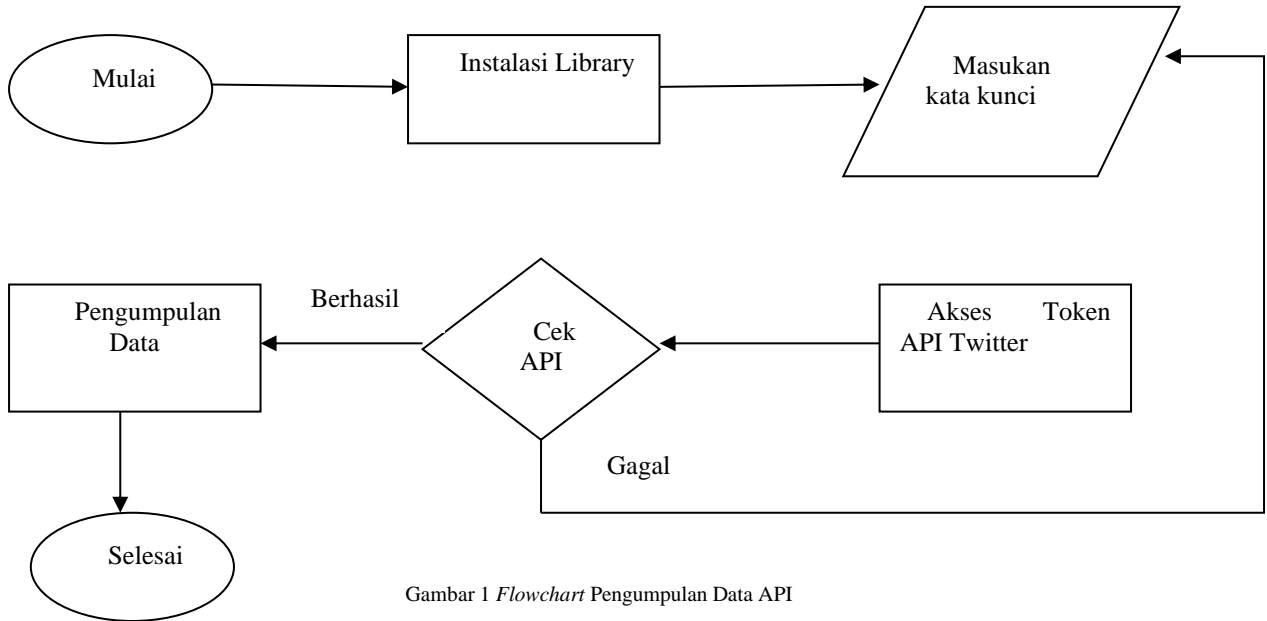 Mulai
Instalasi Library
Masukan
kata kunci
Akses Token
API Twitter
Cek
API
Berhasil
Gagal
Pengumpulan
Data
Selesai
Gambar 1 Flowchart Pengumpulan Data API